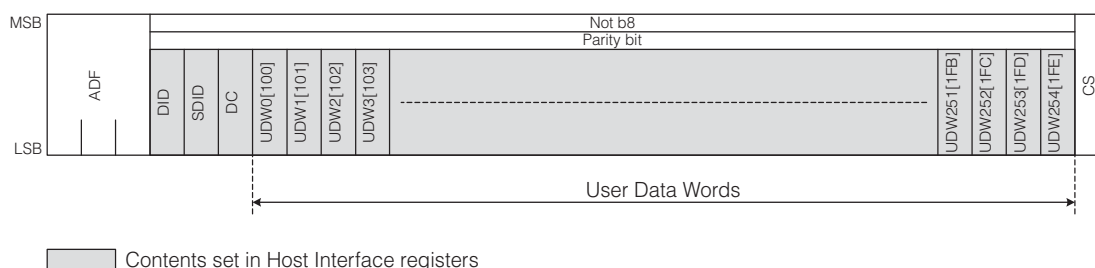 MSB
Not b8
Parity bit
ADF
DID
SDID
DC
UDW0[100]
UDW1[101]
UDW2[102]
UDW3[103]
UDW251[1FB]
UDW252[1FC]
UDW253[1FD]
UDW254[1FE]
CS
LSB
User Data Words
Contents set in Host Interface registers